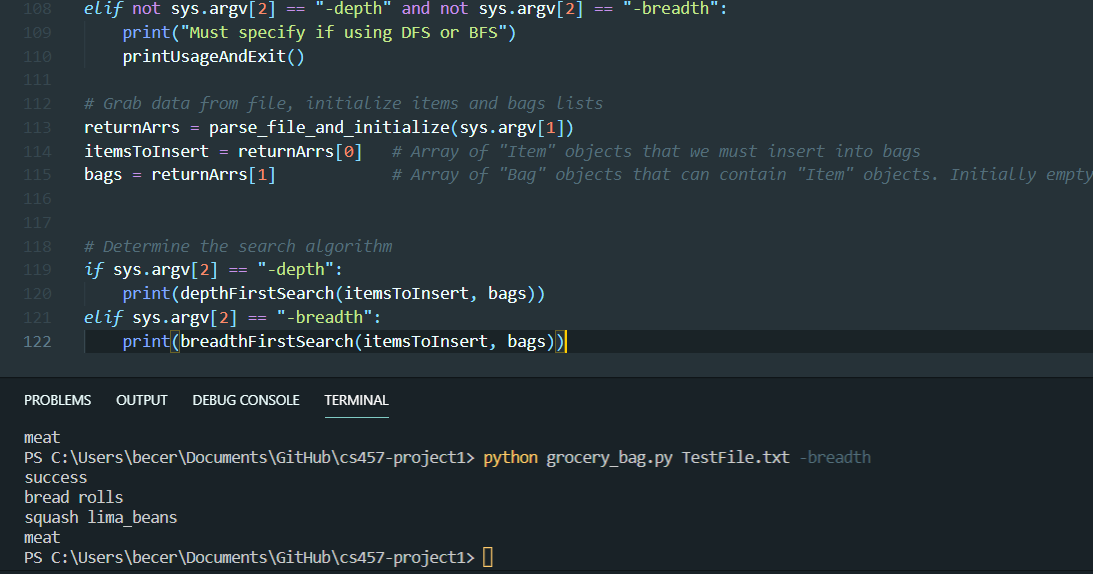 108 elif not sys.argv[2] == "-depth" and not sys.argv[2] == "-breadth":
109     print("Must specify if using DFS or BFS")
110     printUsageAndExit()
111
112 # Grab data from file, initialize items and bags lists
113 returnArrs = parse_file_and_initialize(sys.argv[1])
114 itemsToInsert = returnArrs[0]   # Array of "Item" objects that we must insert into bags
115 bags = returnArrs[1]            # Array of "Bag" objects that can contain "Item" objects. Initially empty
116
117
118 # Determine the search algorithm
119 if sys.argv[2] == "-depth":
120     print(depthFirstSearch(itemsToInsert, bags))
121 elif sys.argv[2] == "-breadth":
122     print(breadthFirstSearch(itemsToInsert, bags))
PROBLEMS OUTPUT DEBUG CONSOLE TERMINAL
meat
PS C:\Users\becer\Documents\GitHub\cs457-project1> python grocery_bag.py TestFile.txt -breadth
success
bread rolls
squash lima_beans
meat
PS C:\Users\becer\Documents\GitHub\cs457-project1>